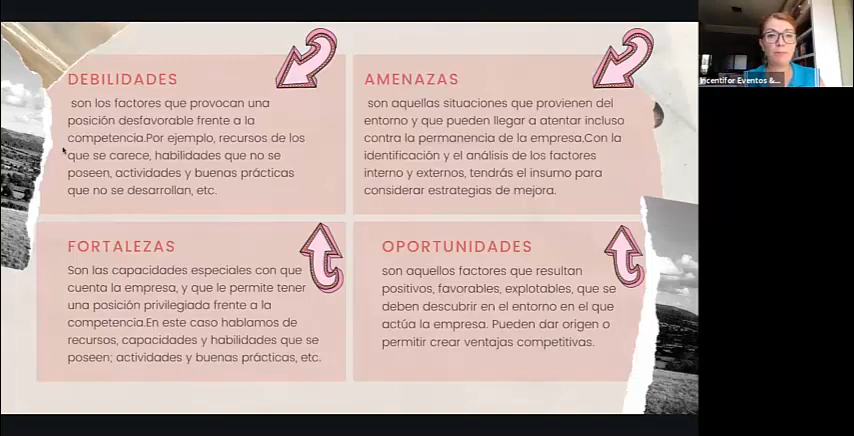 DEBILIDADES
son los factores que provocan una
posición desfavorable frente a la
competencia.Por ejemplo, recursos de los
que se carece, habilidades que no se
poseen, actividades y buenas prácticas
que no se desarrollan, etc.
AMENAZAS
son aquellas situaciones que provienen del
entorno y que pueden llegar a atentar incluso
contra la permanencia de la empresa.Con la
identificación y el análisis de los factores
interno y externos, tendrás el insumo para
considerar estrategias de mejora.
FORTALEZAS
Son las capacidades especiales con que
cuenta la empresa, y que le permite tener
una posición privilegiada frente a la
competencia.En este caso hablamos de
recursos, capacidades y habilidades que se
poseen; actividades y buenas prácticas, etc.
OPORTUNIDADES
son aquellos factores que resultan
positivos, favorables, explotables, que se
deben descubrir en el entorno en el que
actúa la empresa. Pueden dar origen o
permitir crear ventajas competitivas.
Incentifor Eventos &...